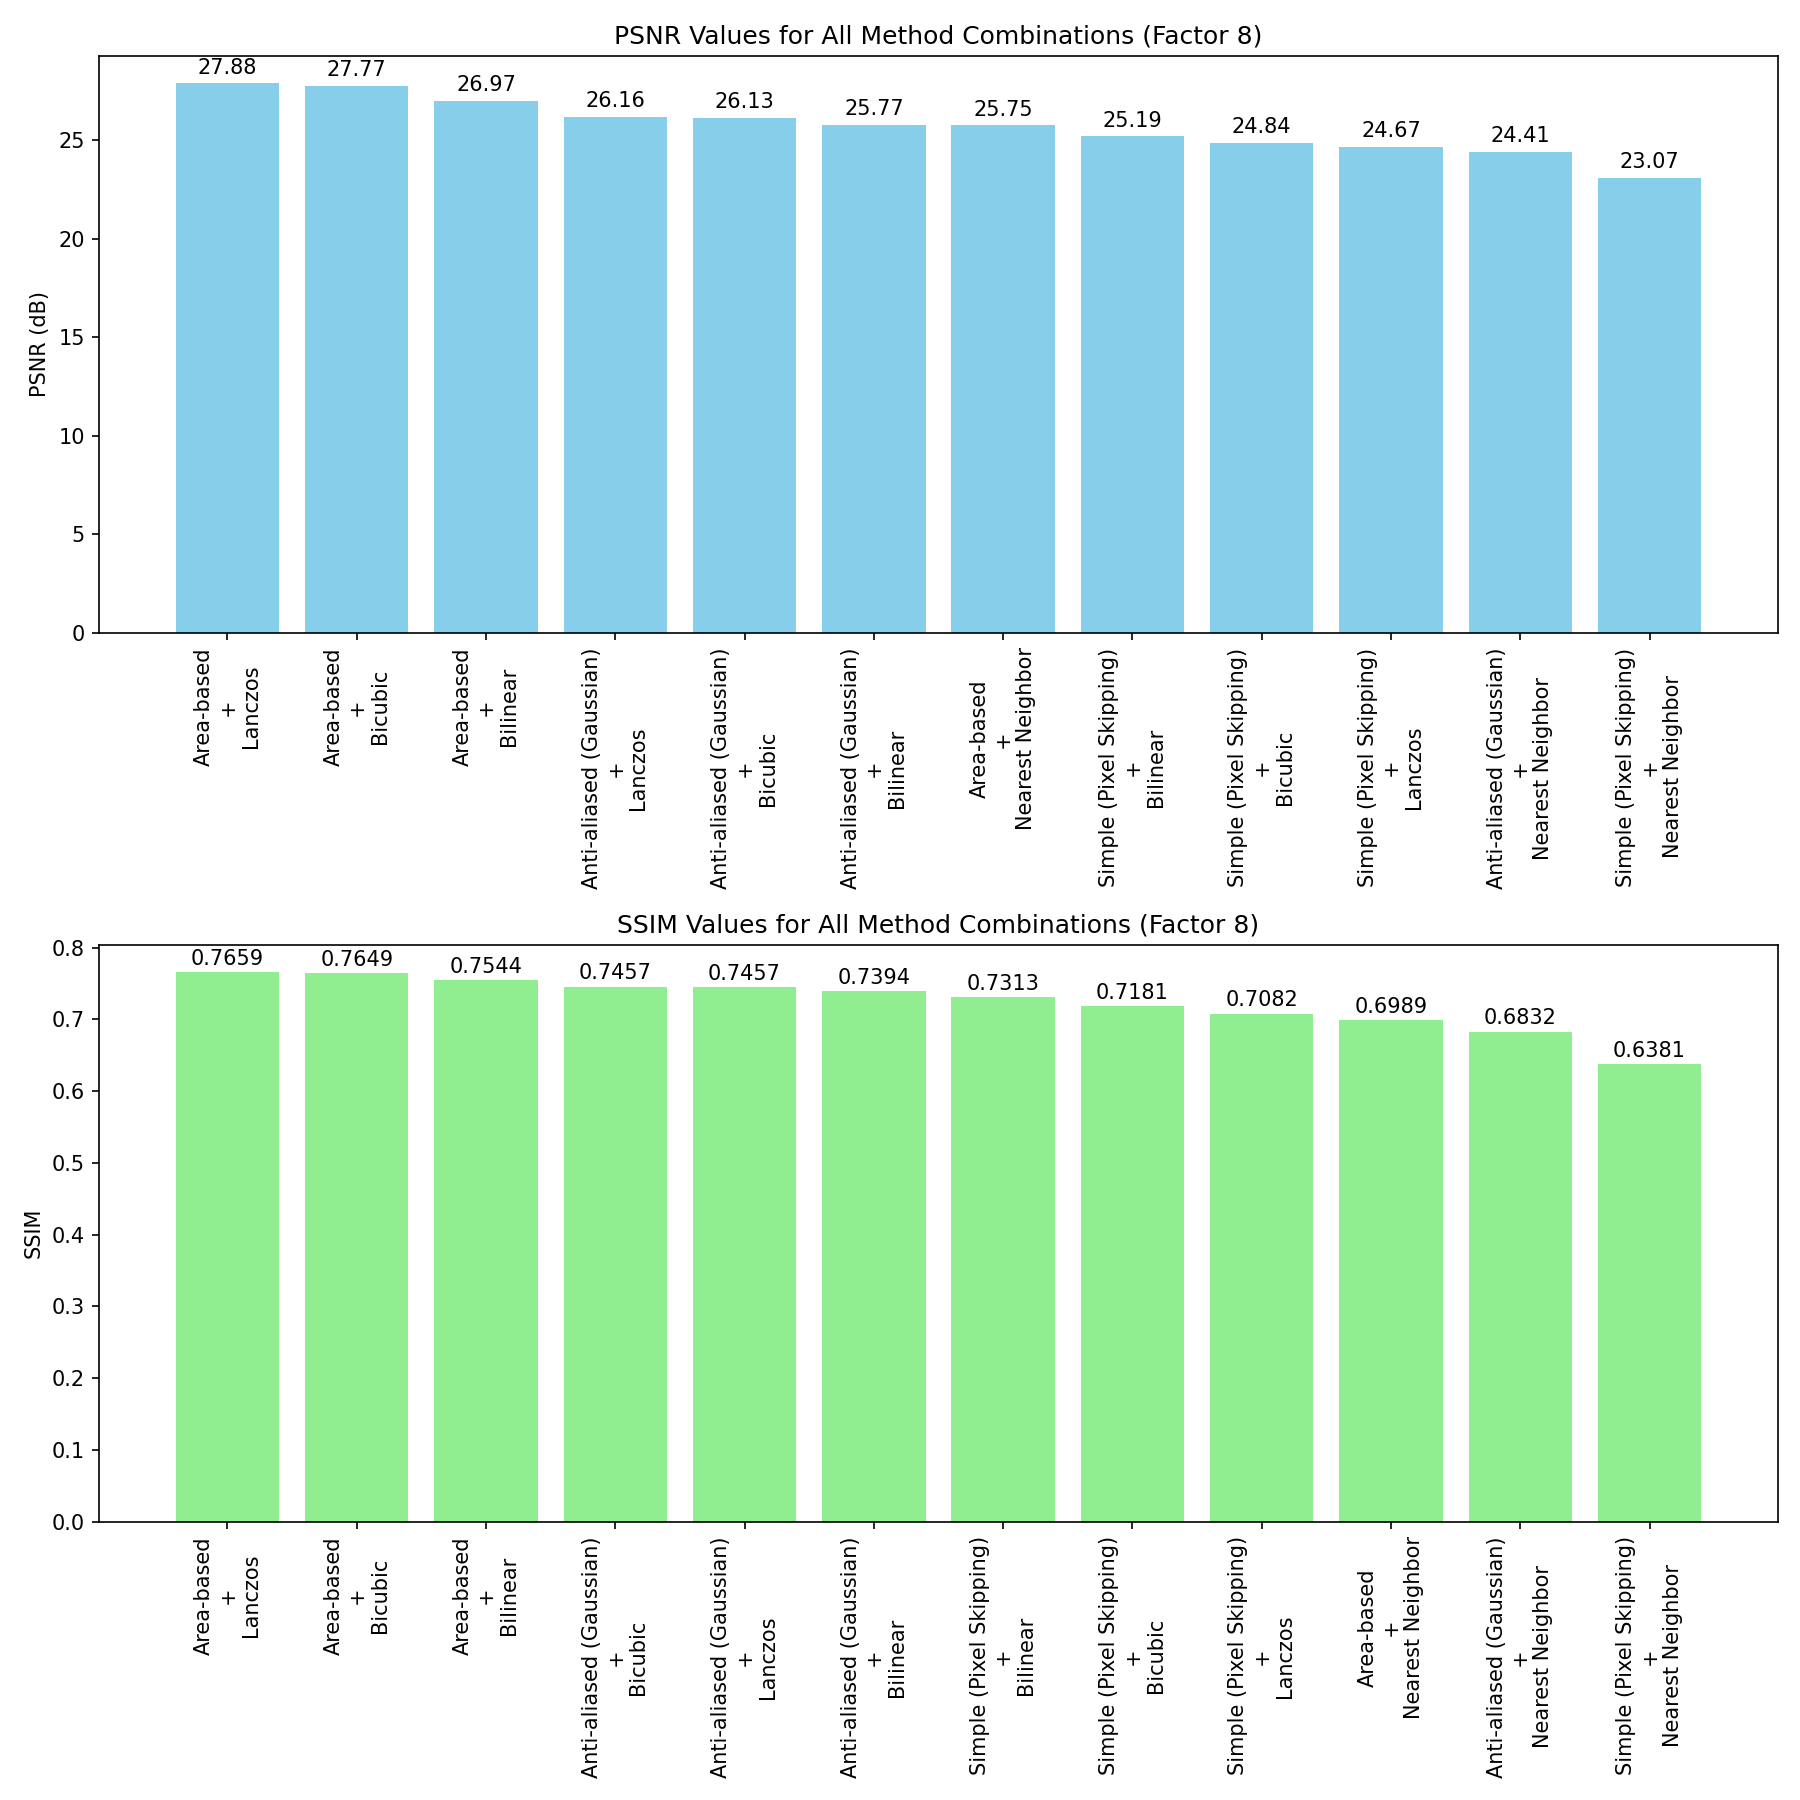 PSNR Values for All Method Combinations (Factor 8)
27.88
27.77
26.97
26.16
26.13
25.77
25.75
25.19
24.84
24.67
24.41
23.07
25
20
15
10
5
0
PSNR (dB)
Area-based
+
Lanczos
Area-based
+
Bicubic
Area-based
+
Bilinear
Anti-aliased (Gaussian)
+
Lanczos
Anti-aliased (Gaussian)
+
Bicubic
Anti-aliased (Gaussian)
+
Bilinear
Area-based
+
Nearest Neighbor
Simple (Pixel Skipping)
+
Bilinear
Simple (Pixel Skipping)
+
Bicubic
Simple (Pixel Skipping)
+
Lanczos
Anti-aliased (Gaussian)
+
Nearest Neighbor
Simple (Pixel Skipping)
+
Nearest Neighbor
SSIM Values for All Method Combinations (Factor 8)
0.7659
0.7649
0.7544
0.7457
0.7457
0.7394
0.7313
0.7181
0.7082
0.6989
0.6832
0.6381
0.8
0.7
0.6
0.5
0.4
0.3
0.2
0.1
0.0
SSIM
Area-based
+
Lanczos
Area-based
+
Bicubic
Area-based
+
Bilinear
Anti-aliased (Gaussian)
+
Bicubic
Anti-aliased (Gaussian)
+
Lanczos
Anti-aliased (Gaussian)
+
Bilinear
Simple (Pixel Skipping)
+
Bilinear
Simple (Pixel Skipping)
+
Bicubic
Simple (Pixel Skipping)
+
Lanczos
Area-based
+
Nearest Neighbor
Anti-aliased (Gaussian)
+
Nearest Neighbor
Simple (Pixel Skipping)
+
Nearest Neighbor